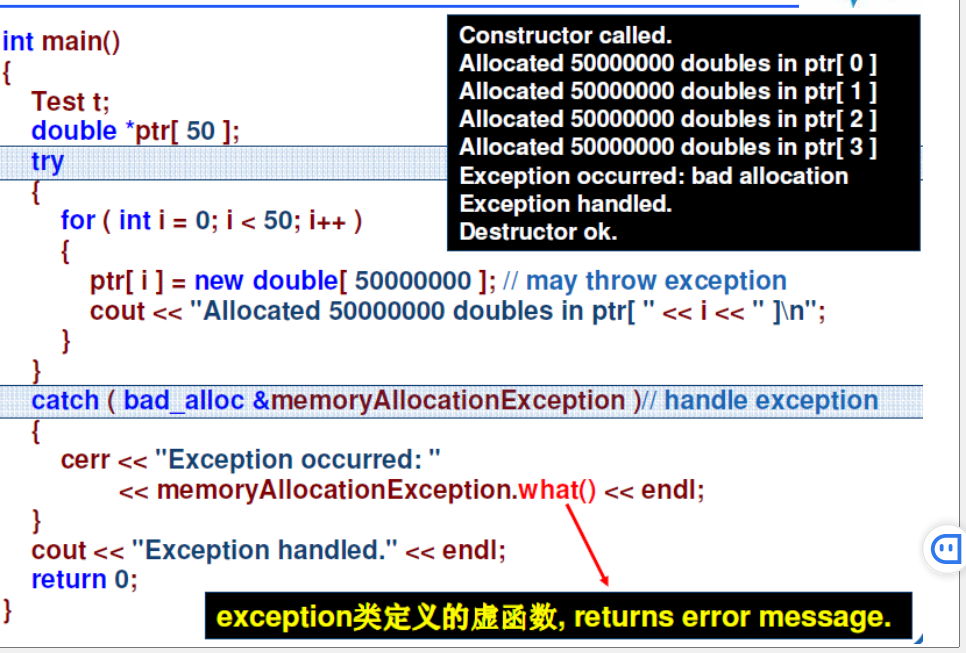 int main()
{
Test t;
double *ptr[ 50 ];
try
{
for ( int i = 0; i < 50; i++ )
{
ptr[ i ] = new double[ 50000000 ]; // may throw exception
cout << "Allocated 50000000 doubles in ptr[ " << i << " ]\n";
}
}
catch ( bad_alloc &memoryAllocationException )// handle exception
{
cerr << "Exception occurred: "
<< memoryAllocationException.what() << endl;
}
cout << "Exception handled." << endl;
return 0;
}
Constructor called.
Allocated 50000000 doubles in ptr[ 0 ]
Allocated 50000000 doubles in ptr[ 1 ]
Allocated 50000000 doubles in ptr[ 2 ]
Allocated 50000000 doubles in ptr[ 3 ]
Exception occurred: bad allocation
Exception handled.
Destructor ok.
exception类定义的虚函数, returns error message.